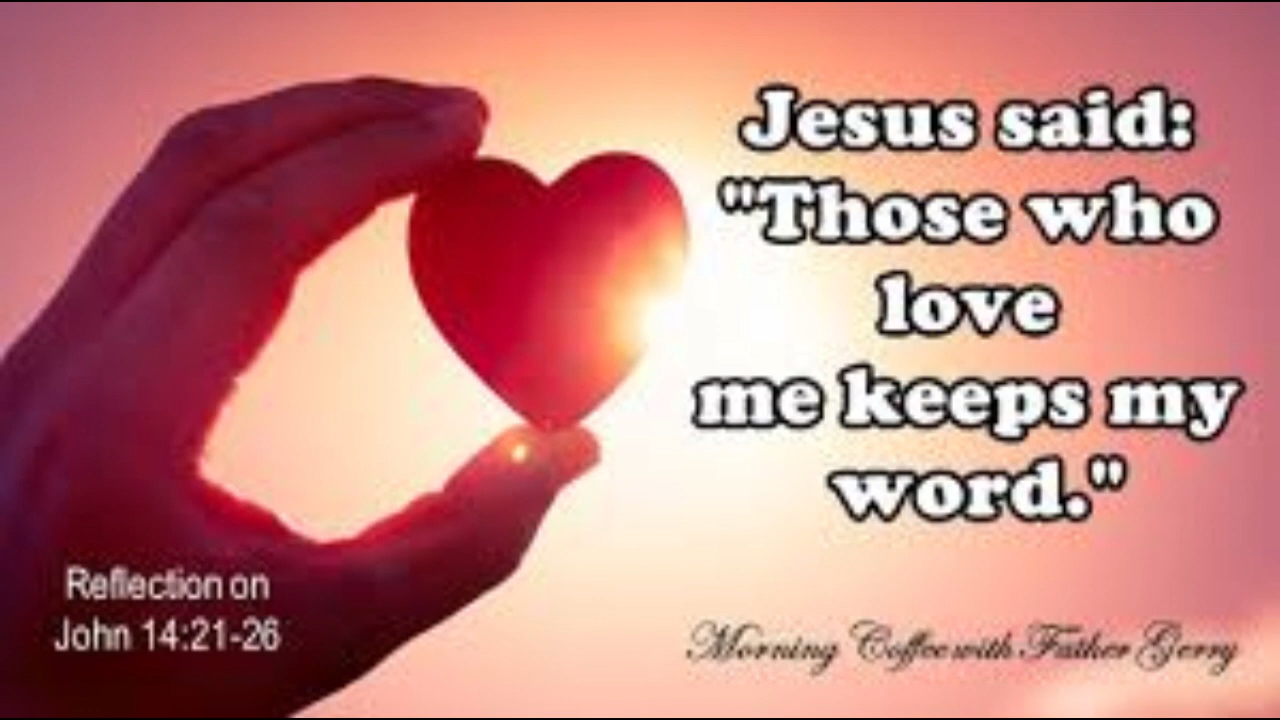 Jesus said:
"Those who
love
me keeps my
word."
Reflection on
John 14:21-26
Morning Coffee with Father Gerry